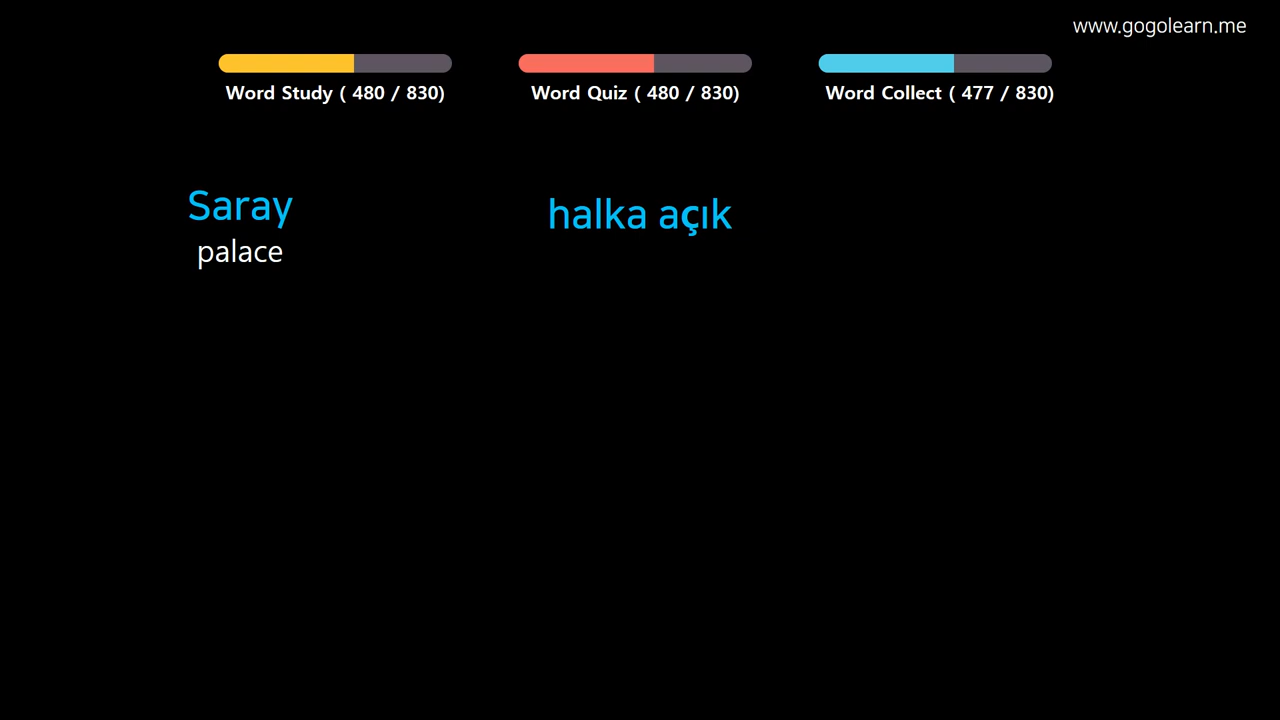 www.gogolearn.me
Word Study ( 480 / 830)
Word Quiz ( 480 / 830)
Word Collect ( 477 / 830)
Saray
palace
halka açık